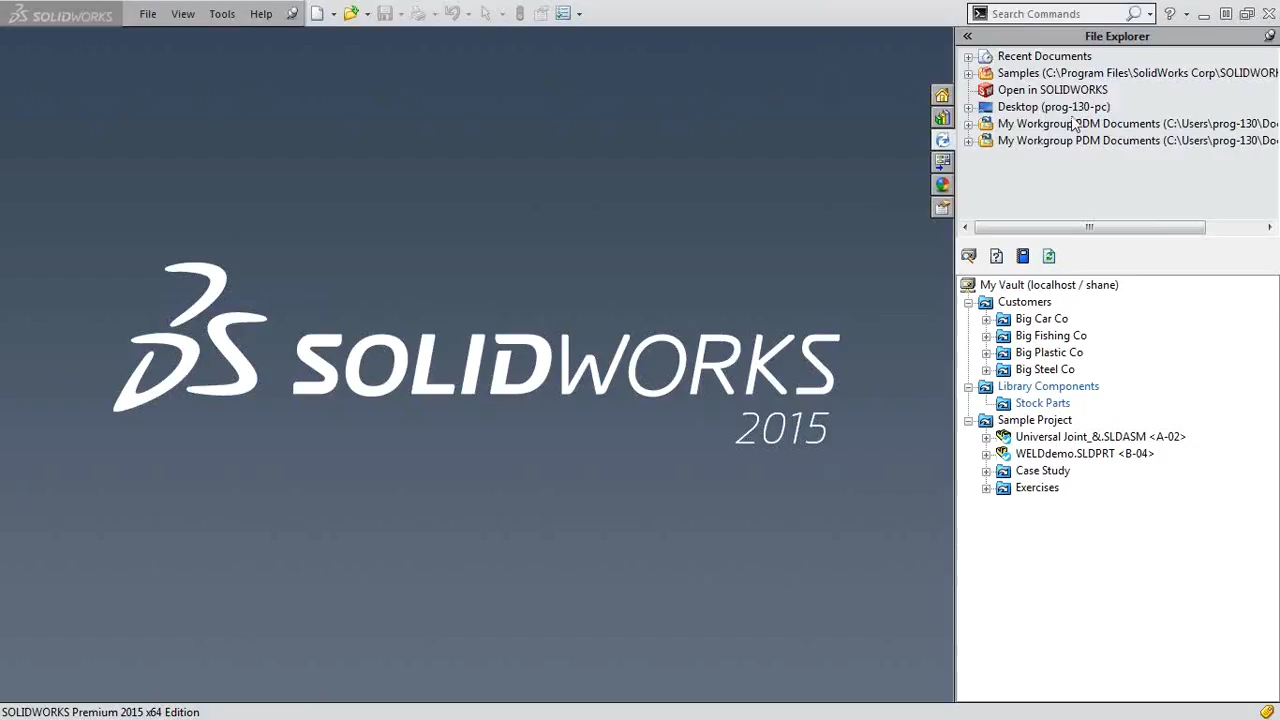 SOLIDWORKS File View Tools Help Search Commands
File Explorer
Recent Documents
Samples (C:\Program Files\SolidWorks Corp\SOLIDWOR
Open in SOLIDWORKS
Desktop (prog-130-pc)
My Workgroup PDM Documents (C:\Users\prog-130\Do
My Workgroup PDM Documents (C:\Users\prog-130\Do
My Vault (localhost / shane)
Customers
Big Car Co
Big Fishing Co
Big Plastic Co
Big Steel Co
Library Components
Stock Parts
Sample Project
Universal Joint_&.SLDASM <A-02>
WELDdemo.SLDPRT <B-04>
Case Study
Exercises
SOLIDWORKS
2015
SOLIDWORKS Premium 2015 x64 Edition